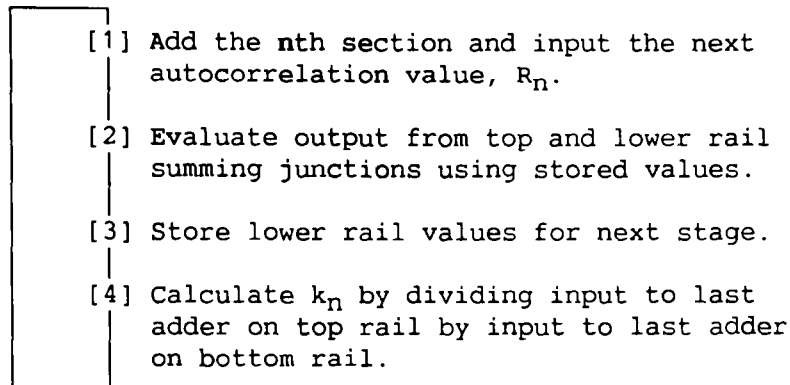 [1] Add the nth section and input the next
autocorrelation value, Rn.
[2] Evaluate output from top and lower rail
summing junctions using stored values.
[3] Store lower rail values for next stage.
[4] Calculate kn by dividing input to last
adder on top rail by input to last adder
on bottom rail.